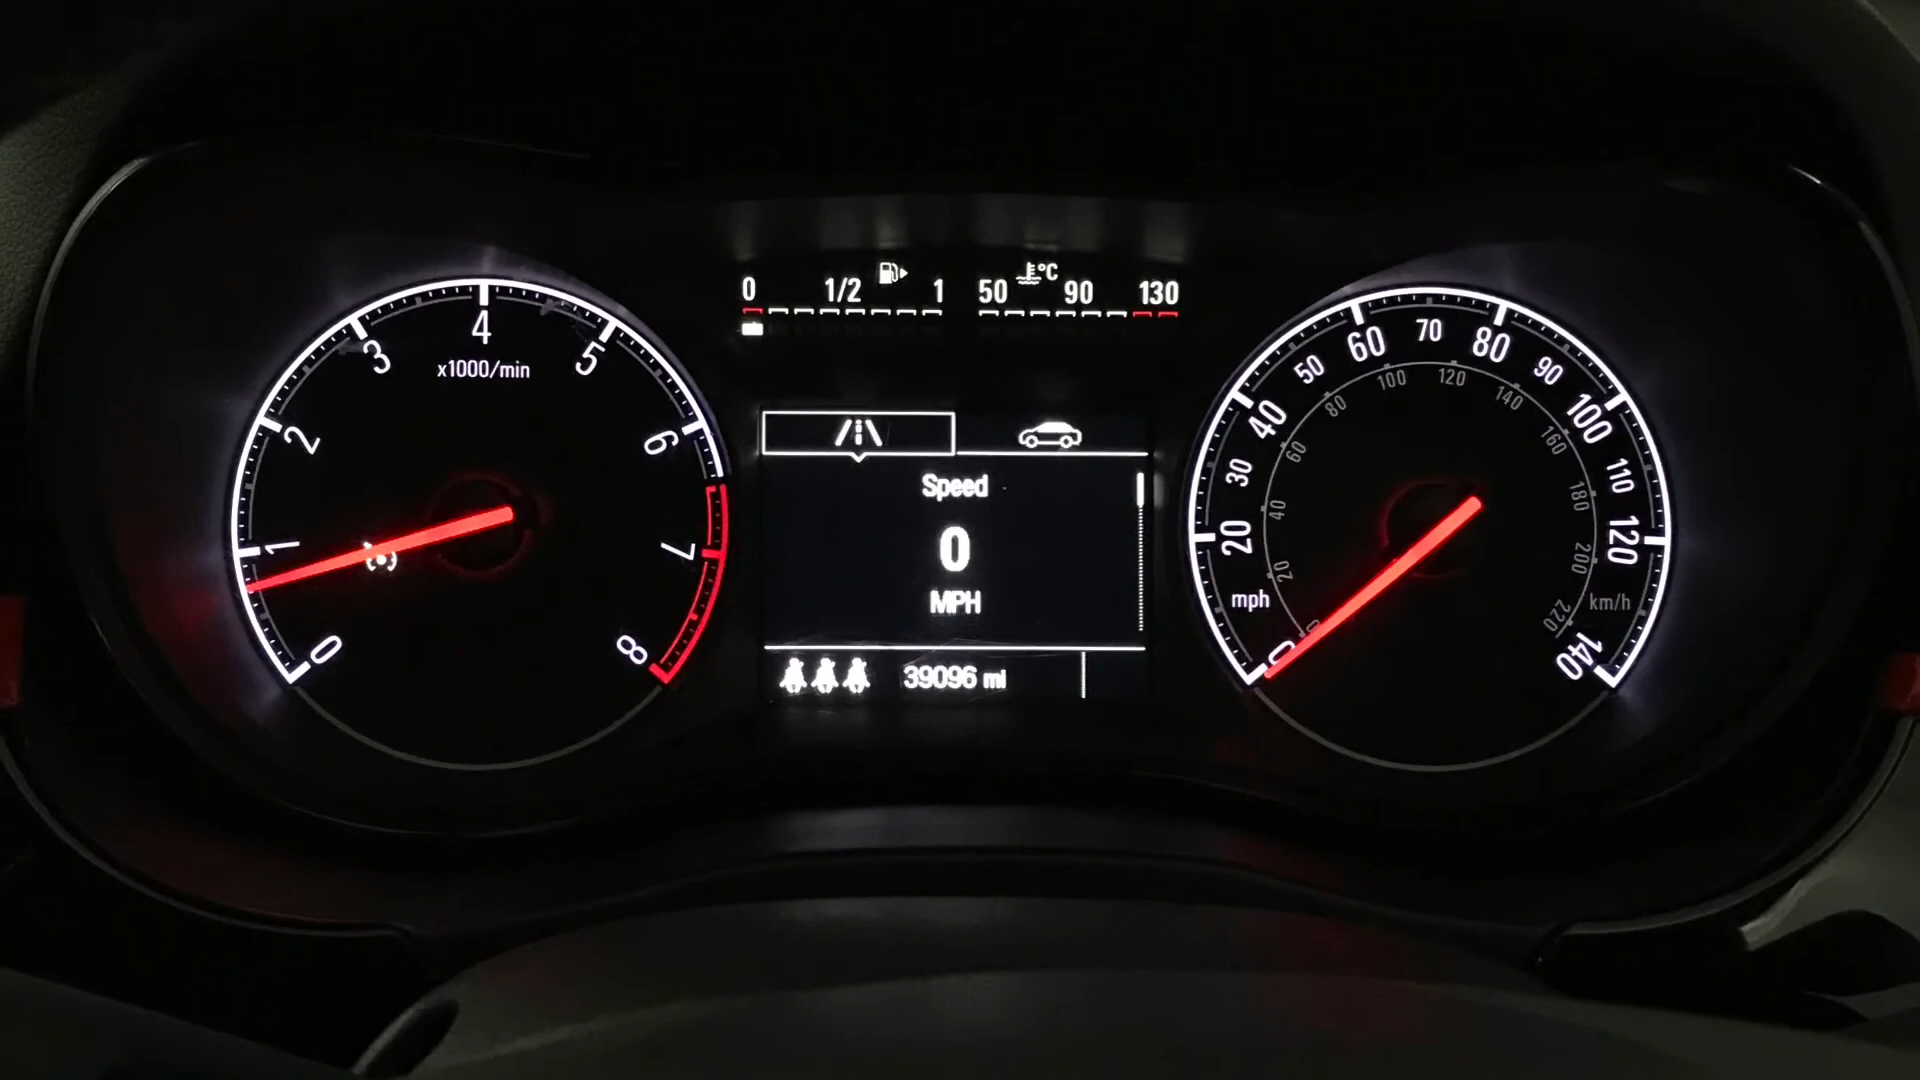 0 1/2 1
50 °C 90 130
0 1 2 3 4 5 6 7 8
x1000/min
Speed
0
MPH
39096 mi
0 20 30 40 50 60 70 80 90 100 110 120 140
mph
0 20 40 60 80 100 120 140 160 180 200 220
km/h